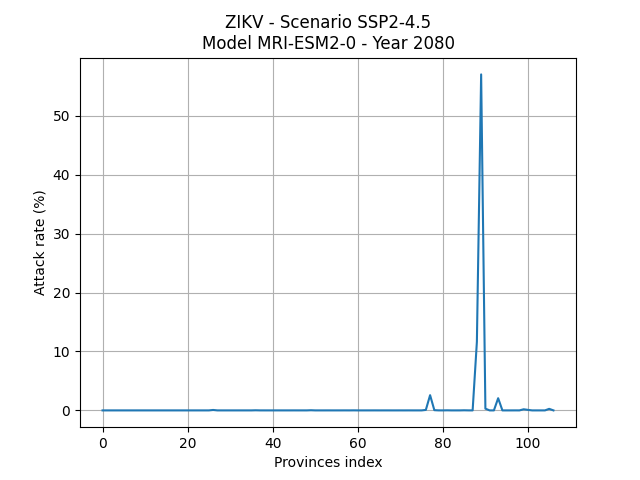 ZIKV - Scenario SSP2-4.5
Model MRI-ESM2-0 - Year 2080
Attack rate (%)
50
40
30
20
10
0
0 20 40 60 80 100
Provinces index